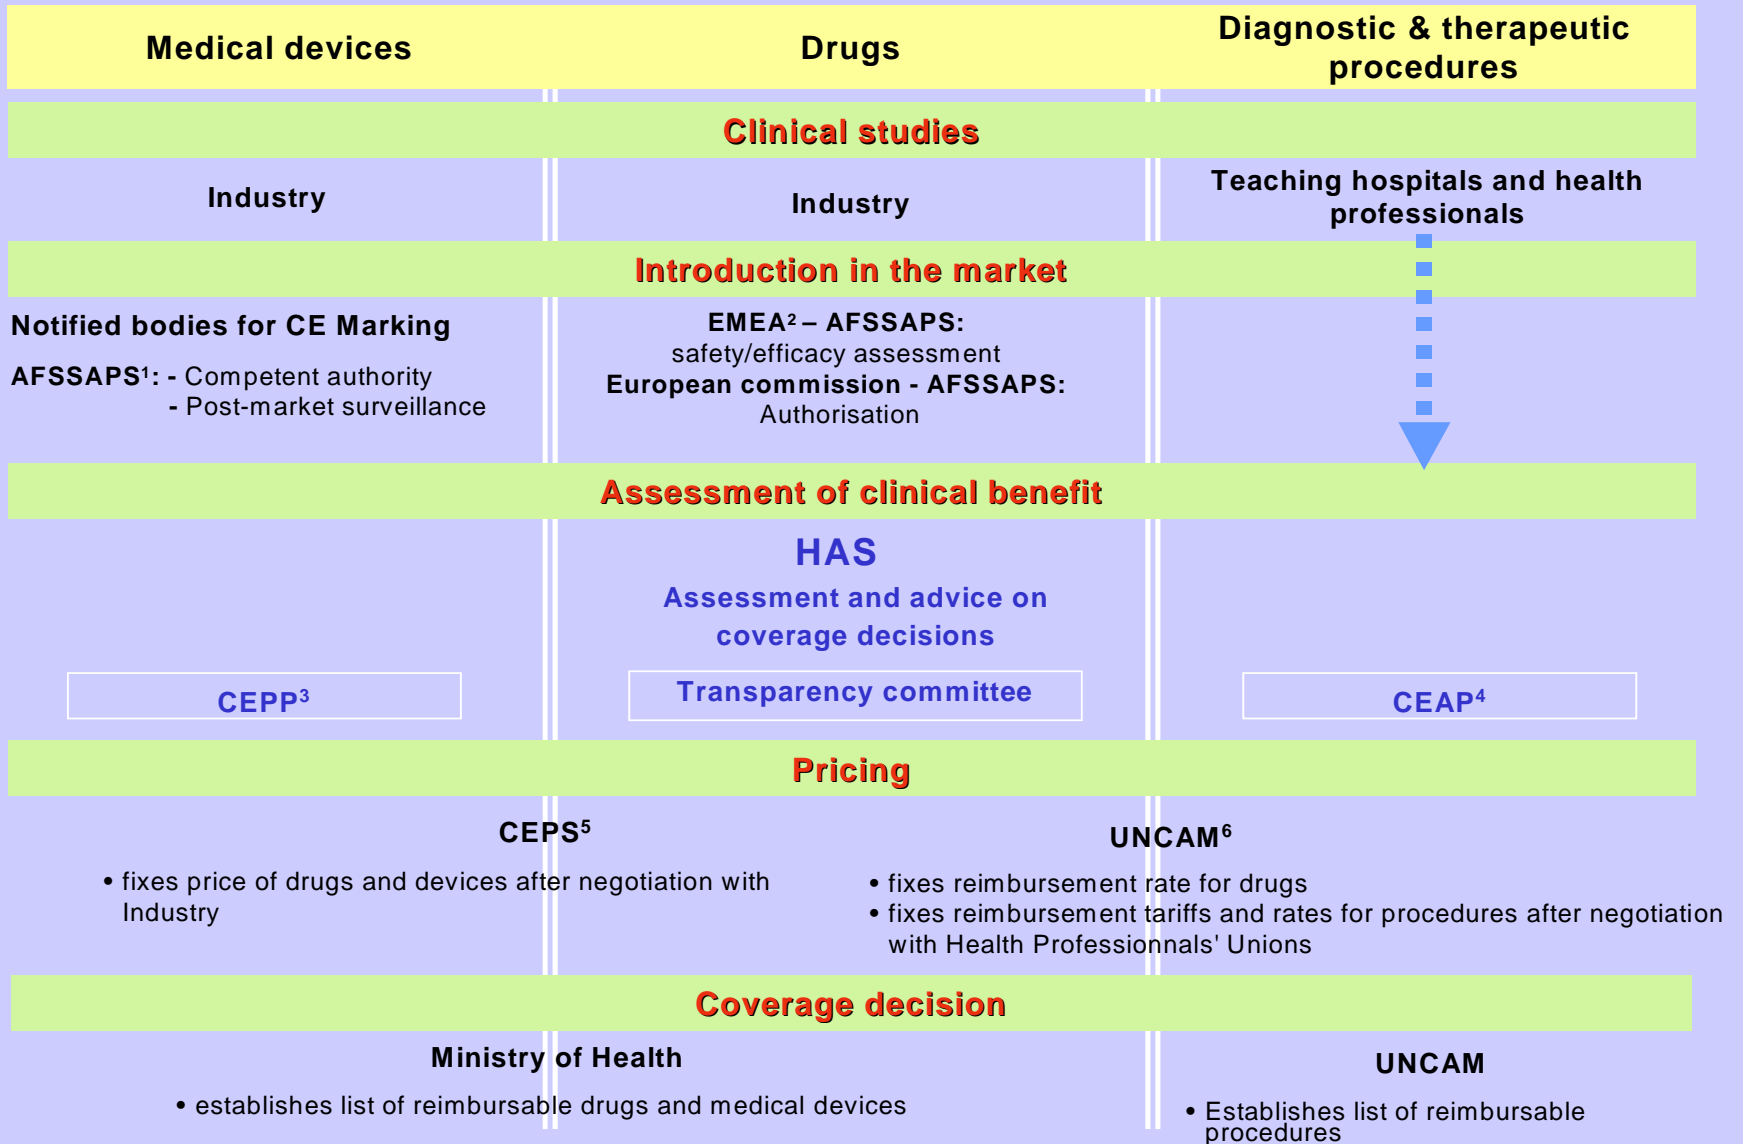 Medical devices
Drugs
Diagnostic & therapeutic
procedures
Clinical studies
Industry
Industry
Teaching hospitals and health
professionals
Introduction in the market
Notified bodies for CE Marking
AFSSAPS¹: - Competent authority
- Post-market surveillance
EMEA² – AFSSAPS:
safety/efficacy assessment
European commission - AFSSAPS:
Authorisation
Assessment of clinical benefit
HAS
Assessment and advice on
coverage decisions
CEPP³
Transparency committee
CEAP⁴
Pricing
CEPS⁵
• fixes price of drugs and devices after negotiation with
Industry
UNCAM⁶
• fixes reimbursement rate for drugs
• fixes reimbursement tariffs and rates for procedures after negotiation
with Health Professionnals' Unions
Coverage decision
Ministry of Health
• establishes list of reimbursable drugs and medical devices
UNCAM
• Establishes list of reimbursable
procedures